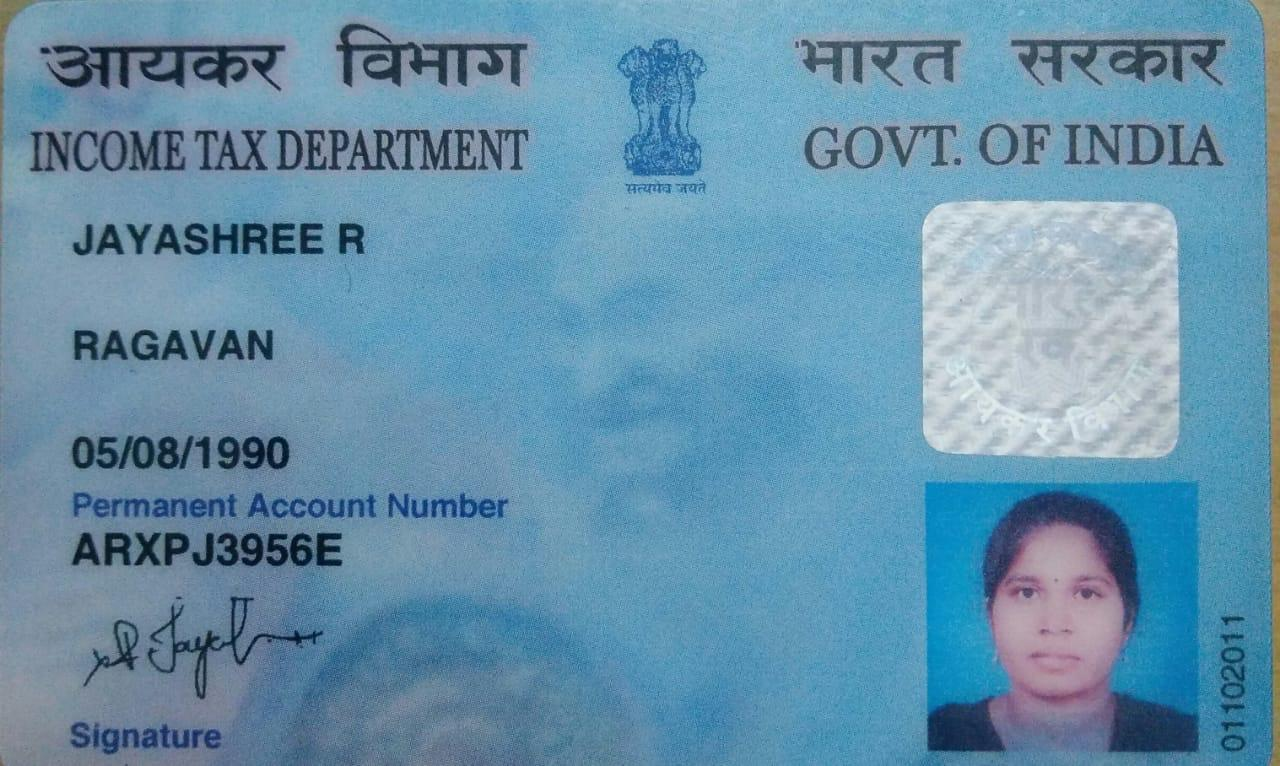 आयकर विभाग
INCOME TAX DEPARTMENT
सत्यमेव जयते
भारत सरकार
GOVT. OF INDIA
JAYASHREE R
RAGAVAN
05/08/1990
Permanent Account Number
ARXPJ3956E
Signature
आयकर विभाग
01102011